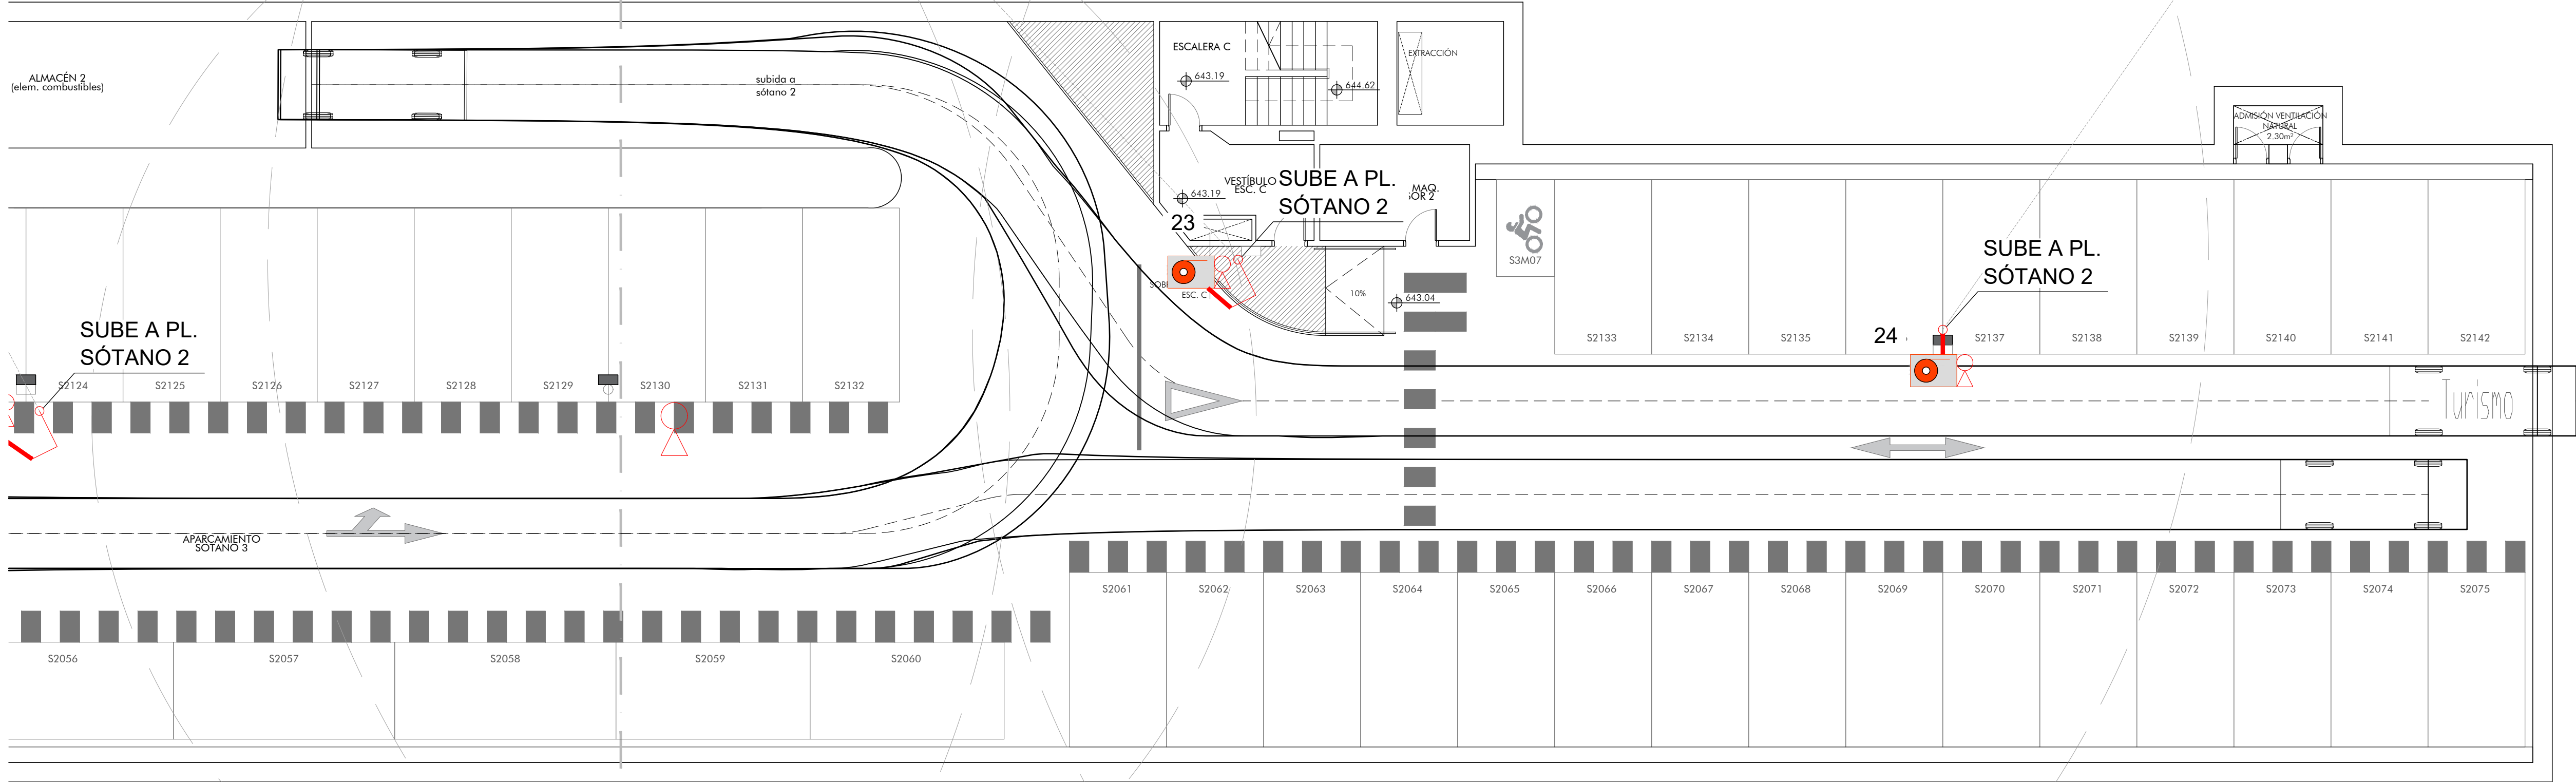 ALMACÉN 2
(elem. combustibles)
subida a
sótano 2
ESCALERA C
643.19
644.62
EXTRACCIÓN
VESTÍBULO
ESC. C
643.19
SUBE A PL.
SÓTANO 2
MAQ.
23
ESC. C
10%
643.04
S3M07
ADMISIÓN VENTILACIÓN
NATURAL
2.30m²
SUBE A PL.
SÓTANO 2
24
SUBE A PL.
SÓTANO 2
S2133
S2134
S2135
S2137
S2138
S2139
S2140
S2141
S2142
S2124
S2125
S2126
S2127
S2128
S2129
S2130
S2131
S2132
Turismo
APARCAMIENTO
SOTANO 3
S2061
S2062
S2063
S2064
S2065
S2066
S2067
S2068
S2069
S2070
S2071
S2072
S2073
S2074
S2075
S2056
S2057
S2058
S2059
S2060